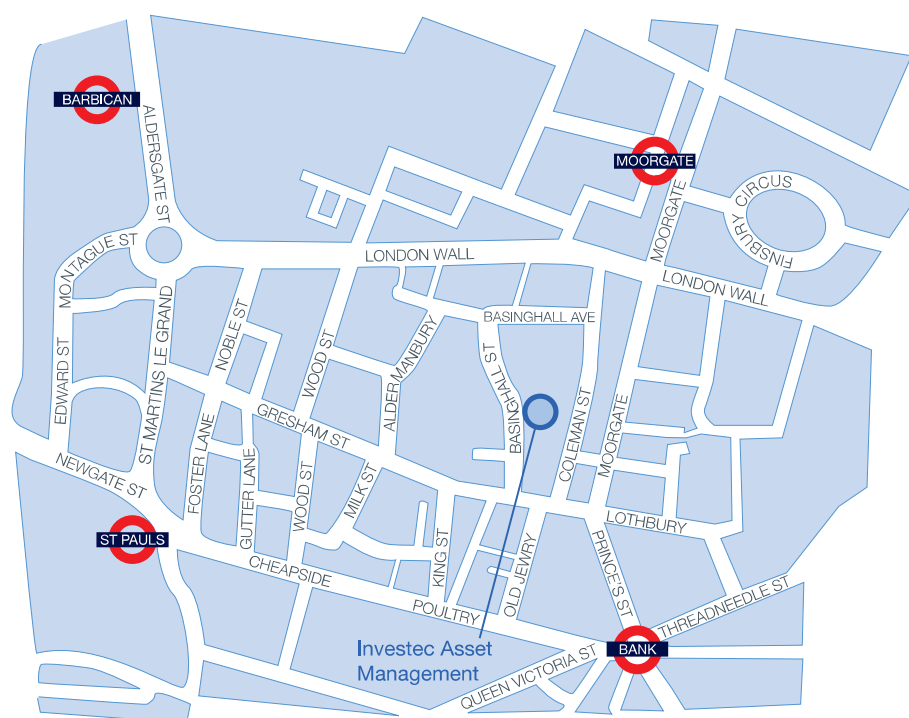 BARBICAN
ALDERSGATE ST
MOORGATE
MOORGATE
FINSBURY CIRCUS
MONTAGUE ST
LONDON WALL
LONDON WALL
ST MARTINS LE GRAND
NOBLE ST
WOOD ST
ALDERMANBURY
BASINGHALL AVE
BASINGHALL ST
BASINGHALL ST
EDWARD ST
GRESHAM ST
COLEMAN ST
MOORGATE
NEWGATE ST
FOSTER LANE
GUTTER LANE
WOOD ST
MILK ST
LOTHBURY
ST PAULS
CHEAPSIDE
KING ST
POULTRY
OLD JEWRY
PRINCE'S ST
THREADNEEDLE ST
BANK
QUEEN VICTORIA ST
Investec Asset
Management